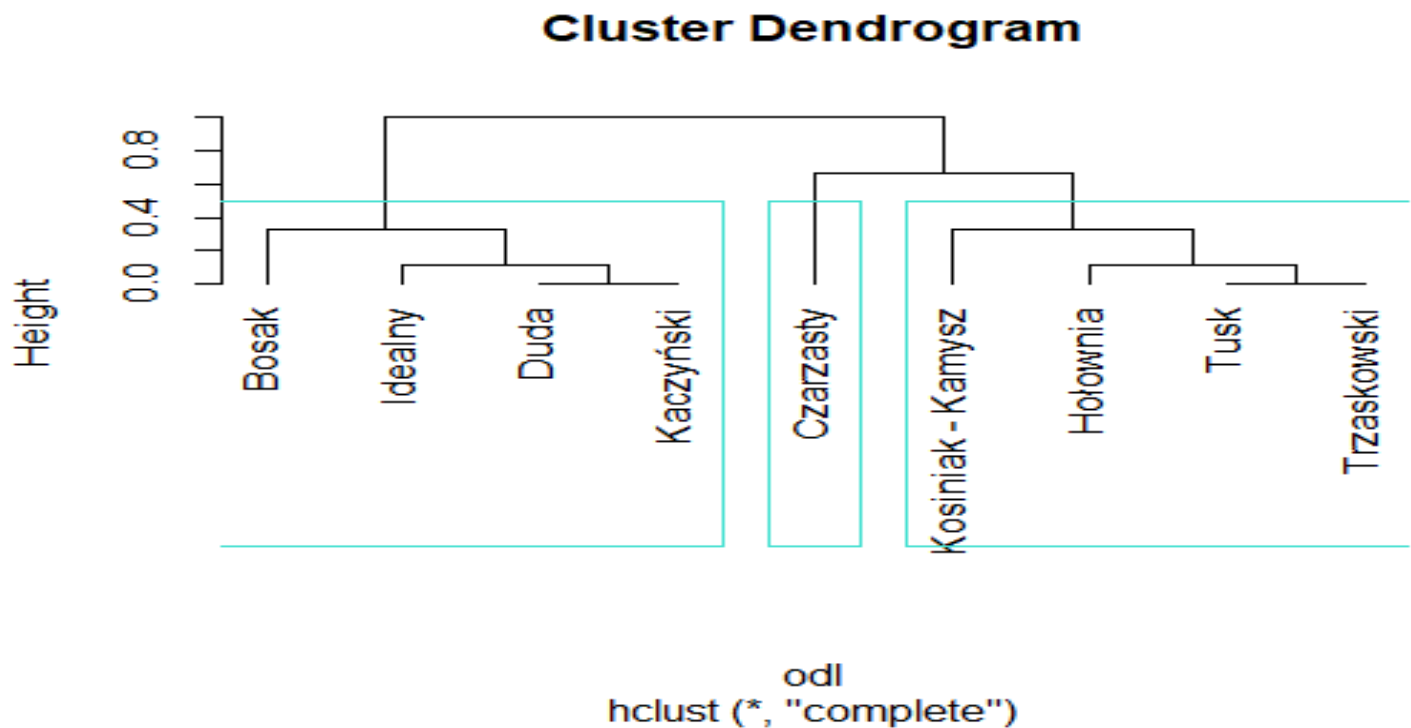 Cluster Dendrogram
Height
0.0 0.4 0.8
Bosak
Idealny
Duda
Kaczyński
Czarzasty
Kosiniak - Kamysz
Hołownia
Tusk
Trzaskowski
odl
hclust (*, "complete")